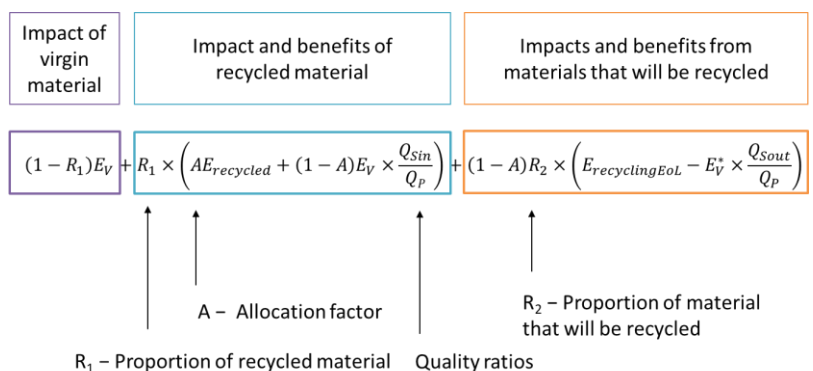 Impact of
virgin
material
Impact and benefits of
recycled material
Impacts and benefits from
materials that will be recycled
(1 − R₁)E_V + R₁ × (AE_recycled + (1 − A)E_V × Q_Sin/Q_P) + (1 − A)R₂ × (E_recyclingEoL − E_V^* × Q_Sout/Q_P)
A − Allocation factor
R₂ − Proportion of material
that will be recycled
R₁ − Proportion of recycled material
Quality ratios